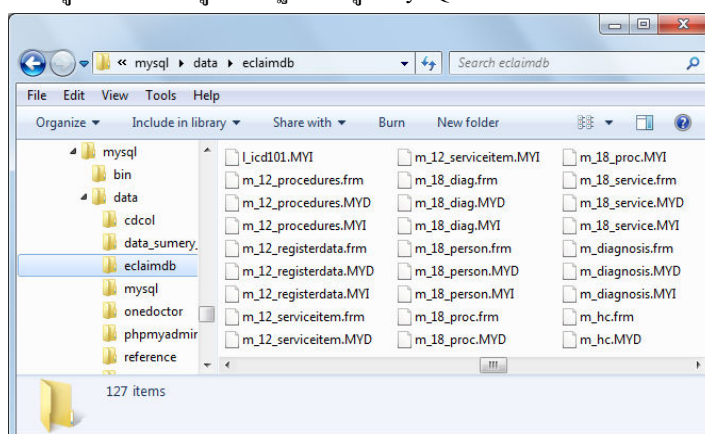 « mysql ▸ data ▸ eclaimdb
Search eclaimdb
File Edit View Tools Help
Organize Include in library Share with Burn New folder
mysql
bin
data
cdcol
data_sumery_
eclaimdb
mysql
onedoctor
phpmyadmir
reference
l_icd101.MYI
m_12_procedures.frm
m_12_procedures.MYD
m_12_procedures.MYI
m_12_registerdata.frm
m_12_registerdata.MYD
m_12_registerdata.MYI
m_12_serviceitem.frm
m_12_serviceitem.MYD
m_12_serviceitem.MYI
m_18_diag.frm
m_18_diag.MYD
m_18_diag.MYI
m_18_person.frm
m_18_person.MYD
m_18_person.MYI
m_18_proc.frm
m_18_proc.MYD
m_18_proc.MYI
m_18_service.frm
m_18_service.MYD
m_18_service.MYI
m_diagnosis.frm
m_diagnosis.MYD
m_diagnosis.MYI
m_hc.frm
m_hc.MYD
127 items